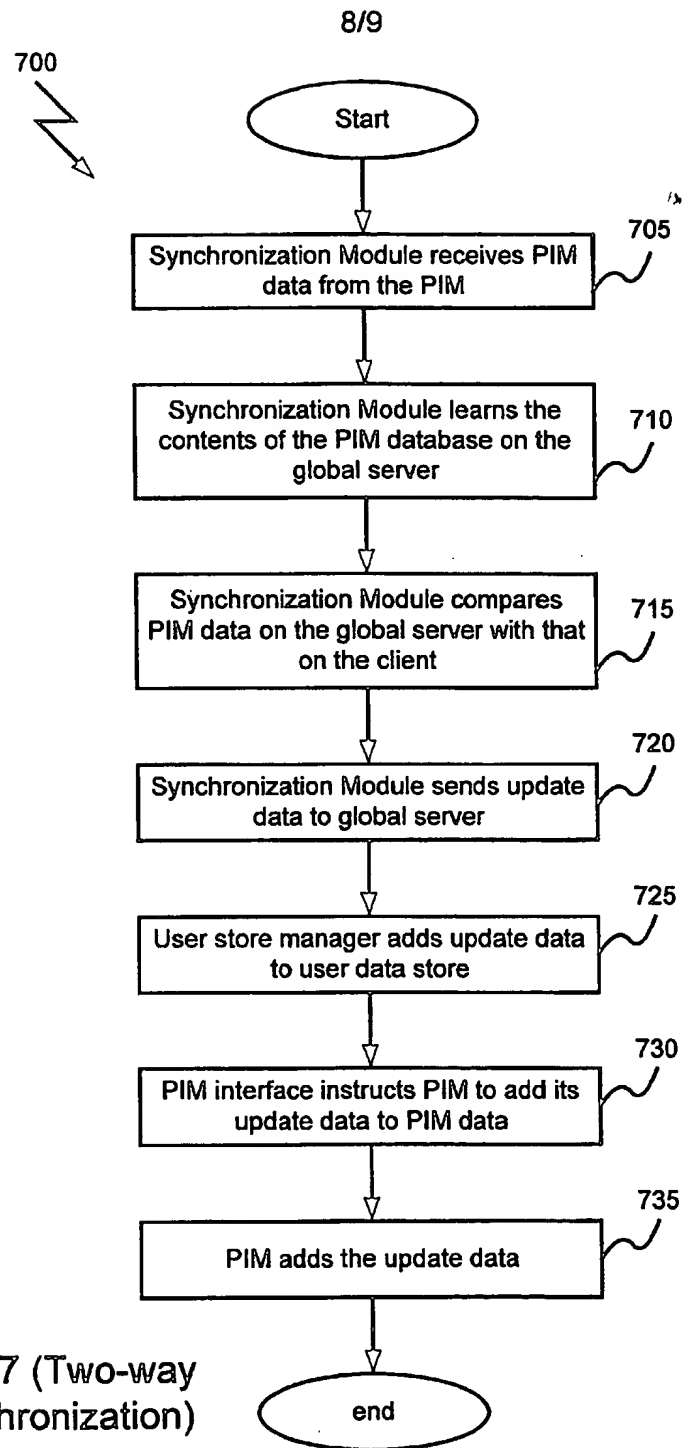 8/9
700
Start
Synchronization Module receives PIM
data from the PIM
705
Synchronization Module learns the
contents of the PIM database on the
global server
710
Synchronization Module compares
PIM data on the global server with that
on the client
715
Synchronization Module sends update
data to global server
720
User store manager adds update data
to user data store
725
PIM interface instructs PIM to add its
update data to PIM data
730
PIM adds the update data
735
7 (Two-way
hronization)
end